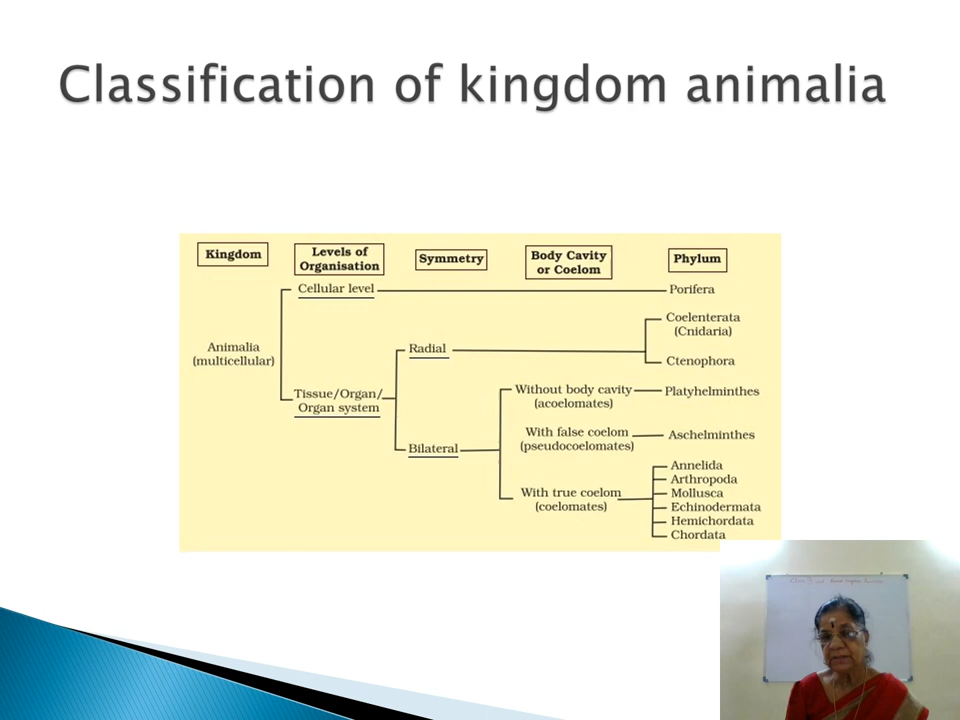 Classification of kingdom animalia
Kingdom
Levels of
Organisation
Symmetry
Body Cavity
or Coelom
Phylum
Cellular level
Porifera
Coelenterata
(Cnidaria)
Animalia
(multicellular)
Radial
Ctenophora
Tissue/Organ/
Organ system
Without body cavity
(acoelomates)
Platyhelminthes
With false coelom
(pseudocoelomates)
Aschelminthes
Bilateral
With true coelom
(coelomates)
Annelida
Arthropoda
Mollusca
Echinodermata
Hemichordata
Chordata